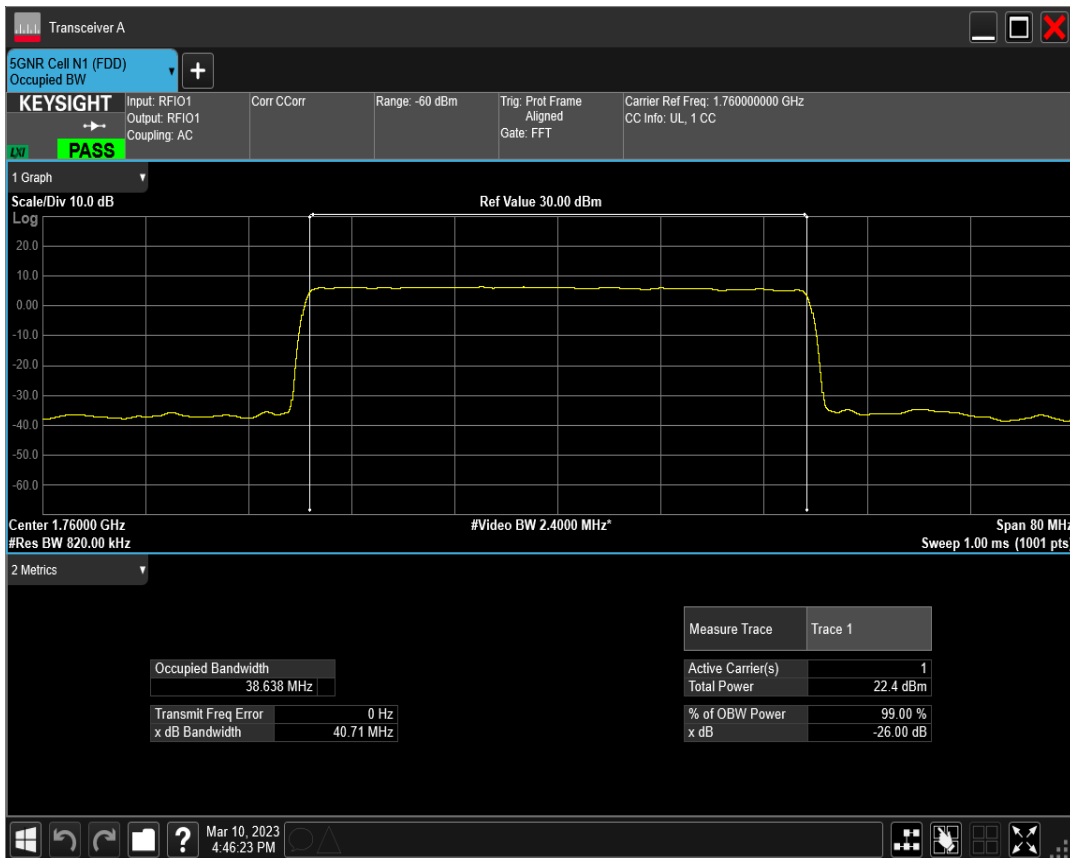 Transceiver A
5GNR Cell N1 (FDD)
Occupied BW
KEYSIGHT
LXI
PASS
Input: RFIO1
Output: RFIO1
Coupling: AC
Corr CCorr
Range: -60 dBm
Trig: Prot Frame
Aligned
Gate: FFT
Carrier Ref Freq: 1.760000000 GHz
CC Info: UL, 1 CC
1 Graph
Scale/Div 10.0 dB
Ref Value 30.00 dBm
Log
20.0
10.0
0.00
-10.0
-20.0
-30.0
-40.0
-50.0
-60.0
Center 1.76000 GHz
#Video BW 2.4000 MHz*
Span 80 MHz
#Res BW 820.00 kHz
Sweep 1.00 ms (1001 pts)
2 Metrics
Measure Trace Trace 1
Occupied Bandwidth
38.638 MHz
Active Carrier(s) 1
Total Power 22.4 dBm
Transmit Freq Error 0 Hz
x dB Bandwidth 40.71 MHz
% of OBW Power 99.00 %
x dB -26.00 dB
?
Mar 10, 2023
4:46:23 PM